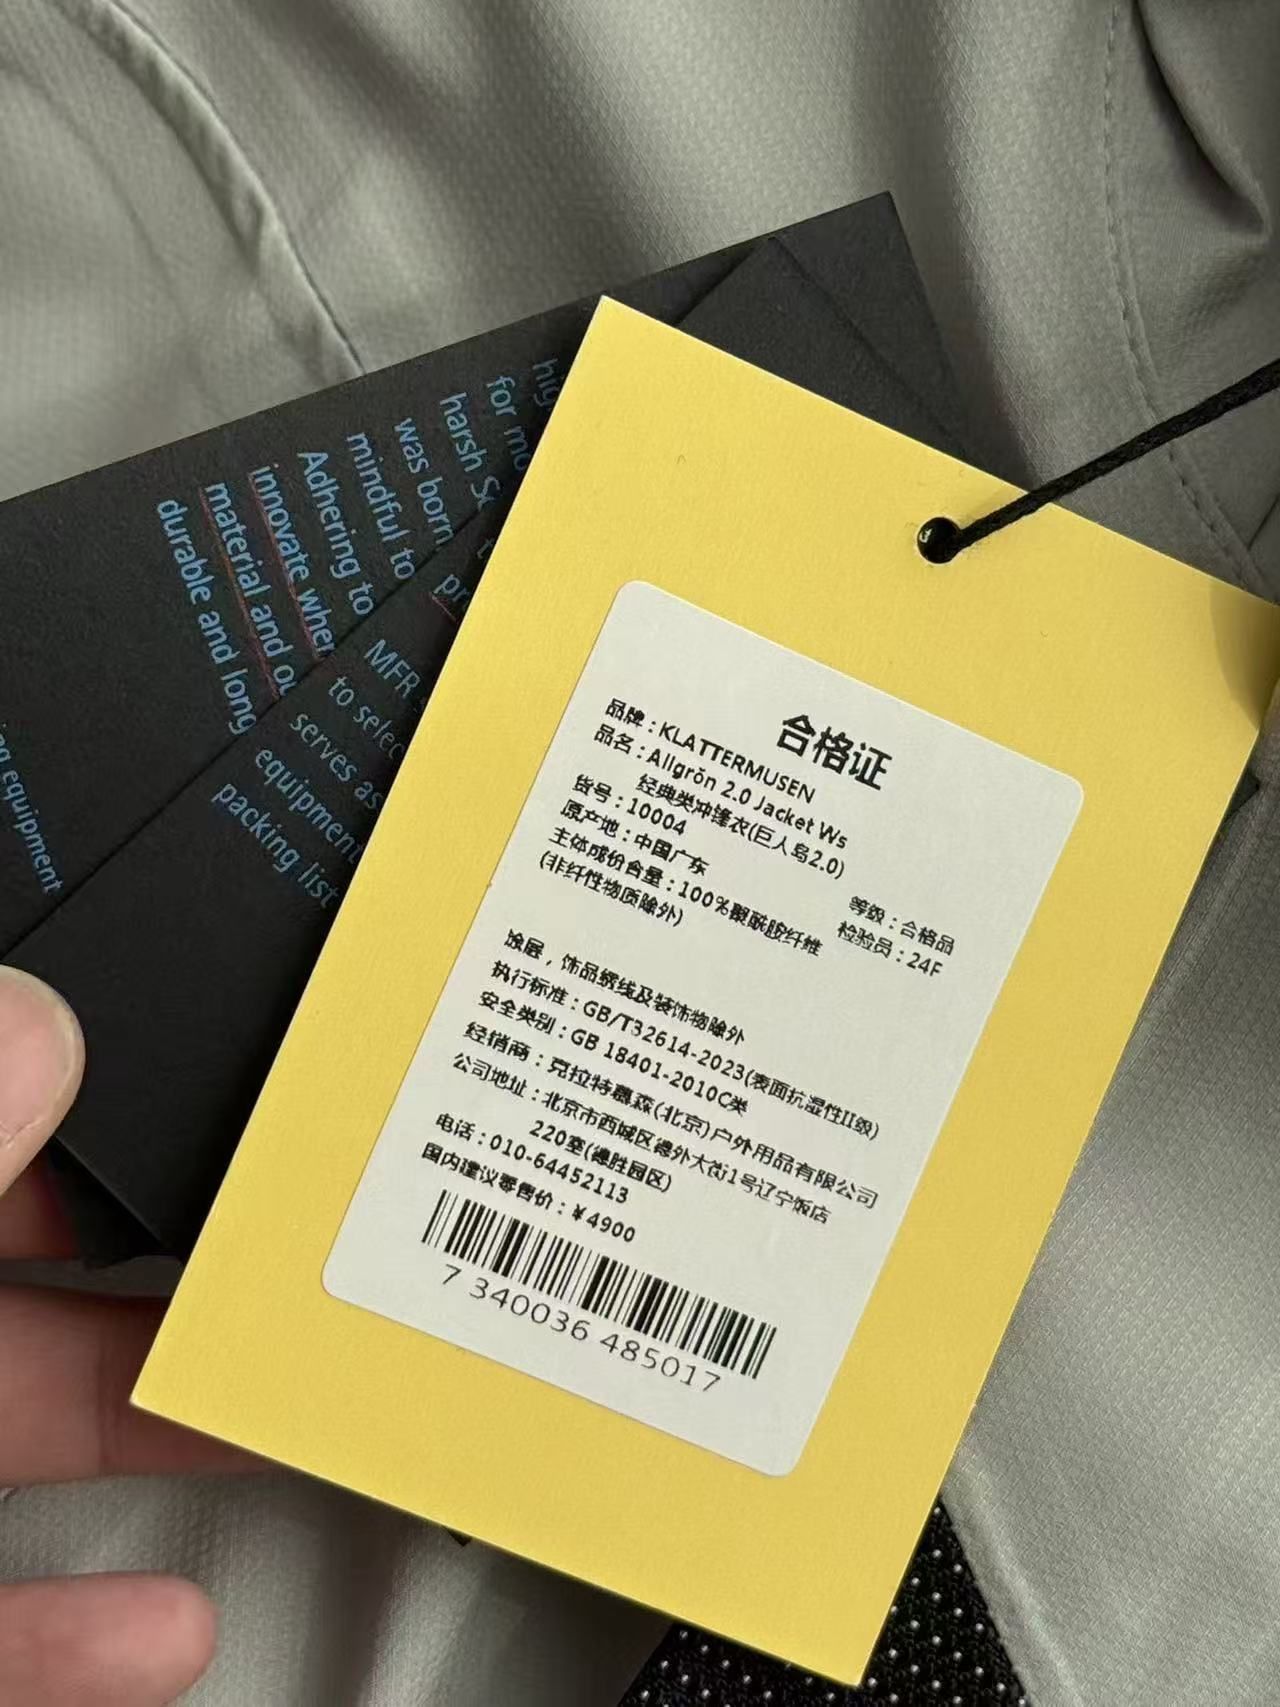 合格证
品牌：KLATTERMUSEN
品名：Allgrön 2.0 Jacket Ws
经典类冲锋衣(巨人岛2.0)
货号：10004
原产地：中国广东
等级：合格品
主体成份含量：100%聚酰胺纤维
检验员：24F
(非纤性物质除外)
涂层，饰品绣线及装饰物除外
执行标准：GB/T32614-2023(表面抗湿性II级)
安全类别：GB 18401-2010C类
经销商：克拉特慕森(北京)户外用品有限公司
公司地址：北京市西城区德外大街1号辽宁饭店
220室(德胜园区)
电话：010-64452113
国内建议零售价：¥4900
7 340036 485017
for mo
harsh
was born
mindful to
Adhering to
innovate when
material and
durable and long
MFR
to select
serves as
equipment
packing list
equipment